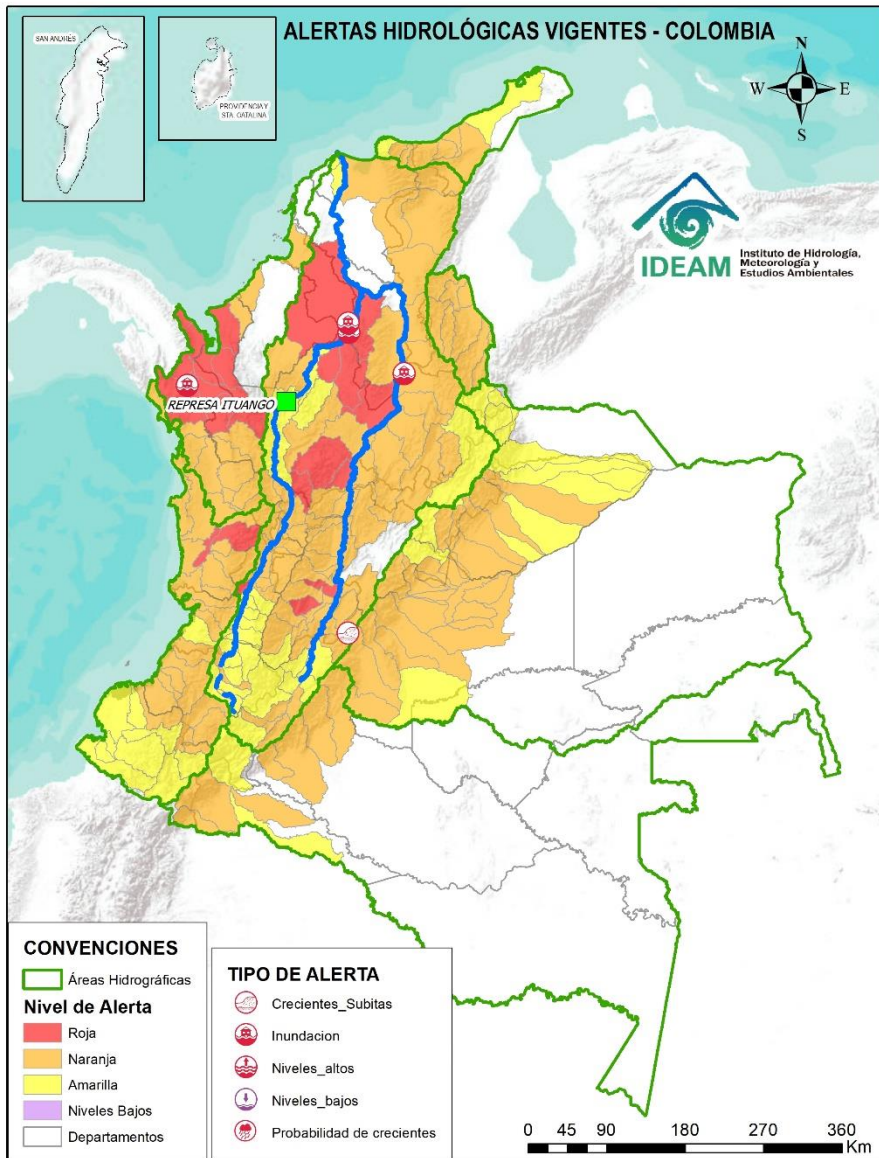 ALERTAS HIDROLÓGICAS VIGENTES - COLOMBIA
SAN ANDRES
PROVIDENCIA Y
STA. CATALINA
N
W
E
S
IDEAM
Instituto de Hidrología,
Meteorología y
Estudios Ambientales
REPRESA ITUANGO
CONVENCIONES
Áreas Hidrográficas
Nivel de Alerta
Roja
Naranja
Amarilla
Niveles Bajos
Departamentos
TIPO DE ALERTA
Crecientes_Subitas
Inundacion
Niveles_altos
Niveles_bajos
Probabilidad de crecientes
0 45 90 180 270 360
Km